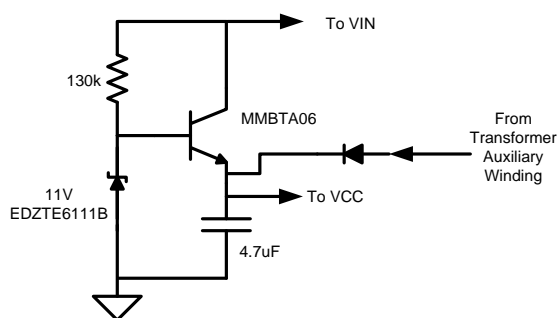 To VIN
130k
MMBTA06
From
Transformer
Auxiliary
Winding
11V
EDZTE6111B
To VCC
4.7uF